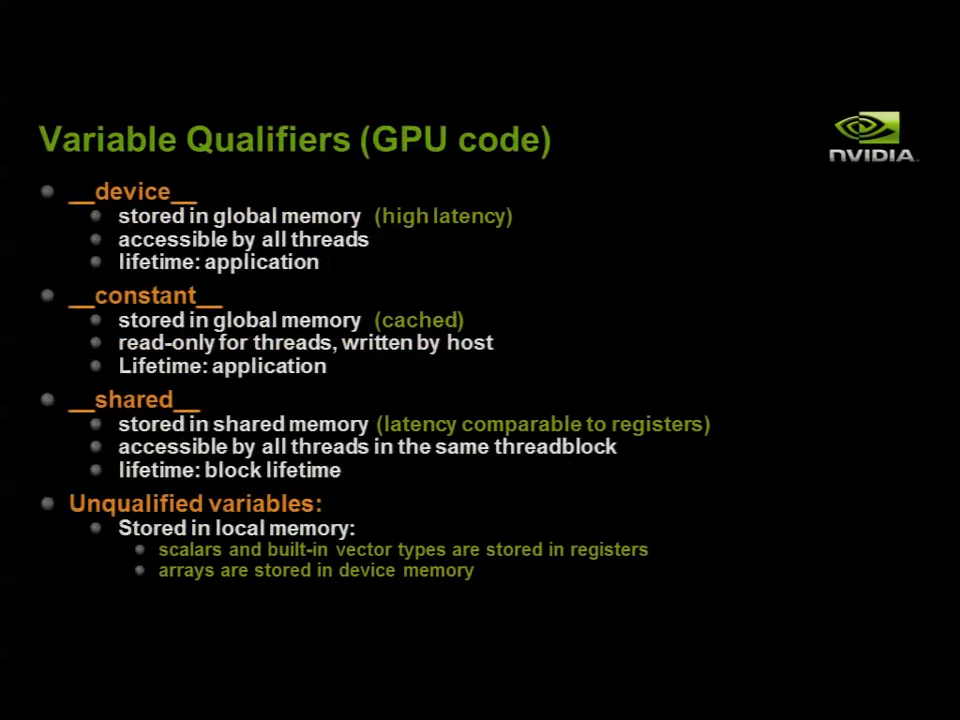 Variable Qualifiers (GPU code)
NVIDIA.
__device__
stored in global memory (high latency)
accessible by all threads
lifetime: application
__constant__
stored in global memory (cached)
read-only for threads, written by host
Lifetime: application
__shared__
stored in shared memory (latency comparable to registers)
accessible by all threads in the same threadblock
lifetime: block lifetime
Unqualified variables:
Stored in local memory:
scalars and built-in vector types are stored in registers
arrays are stored in device memory